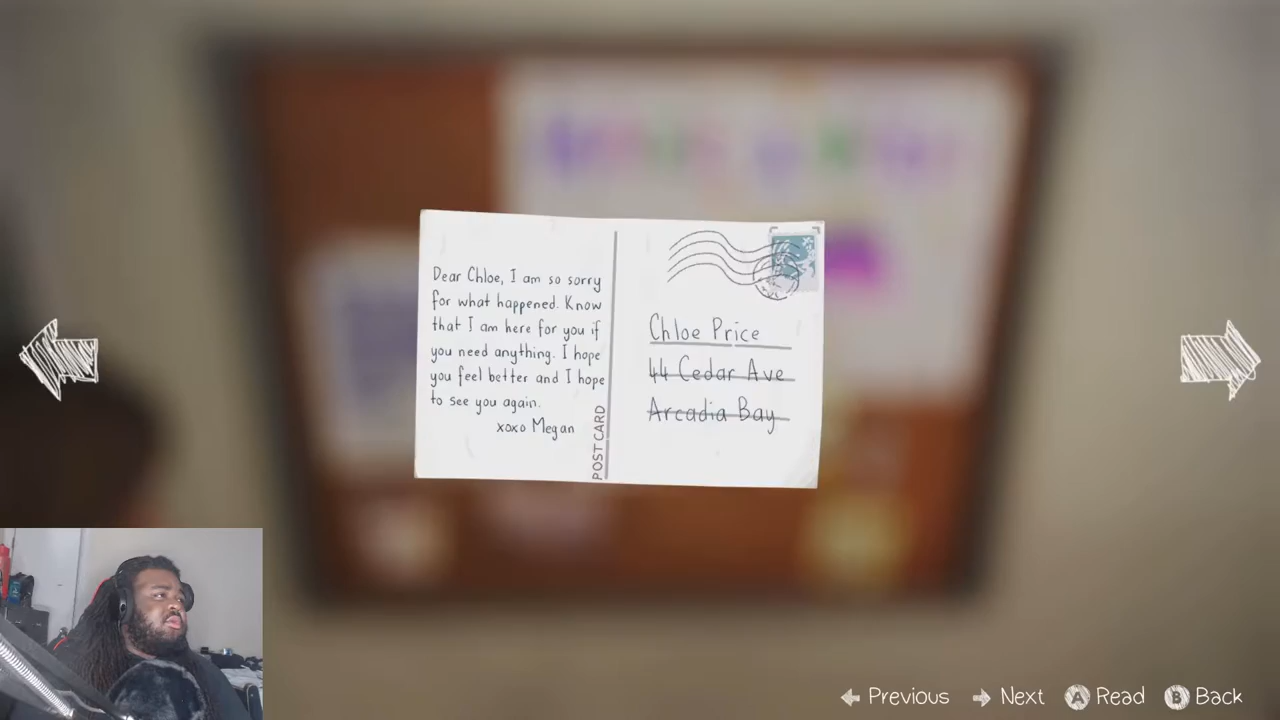 Dear Chloe, I am so sorry
for what happened. Know
that I am here for you if
you need anything. I hope
you feel better and I hope
to see you again.
xoxo Megan
POSTCARD
Chloe Price
44 Cedar Ave
Arcadia Bay
Previous
Next
A Read
B Back